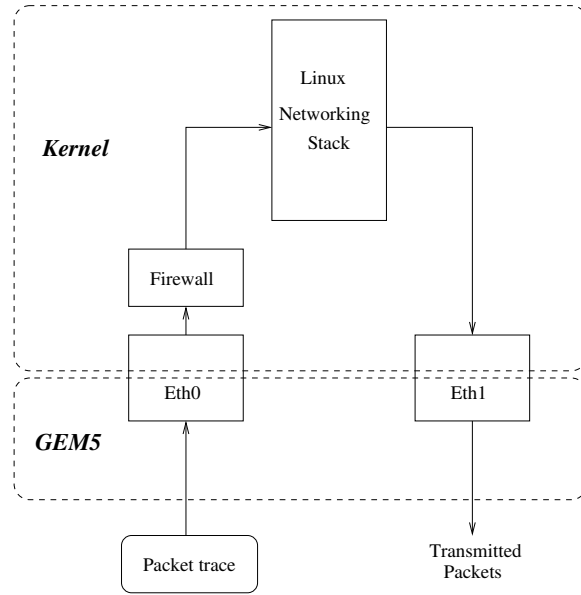 Linux
Networking
Stack
Kernel
Firewall
Eth0
Eth1
GEM5
Packet trace
Transmitted
Packets